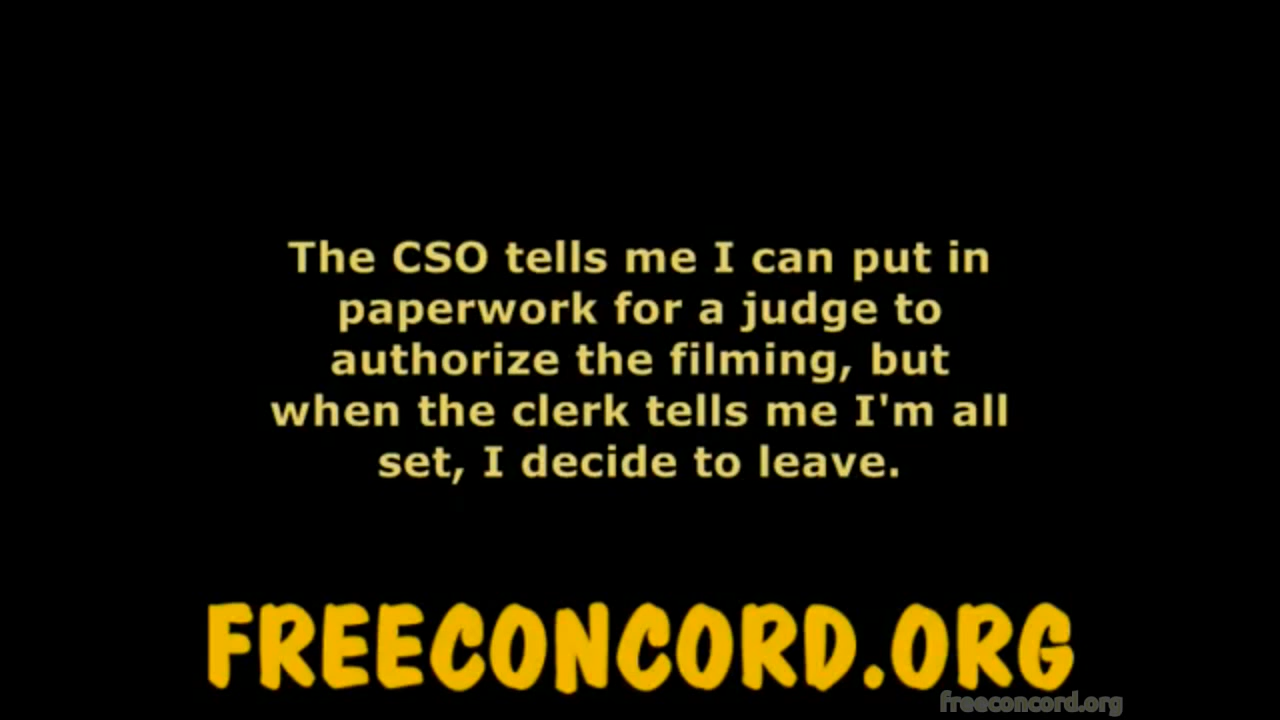 The CSO tells me I can put in
paperwork for a judge to
authorize the filming, but
when the clerk tells me I'm all
set, I decide to leave.
FREECONCORD.ORG
freeconcord.org